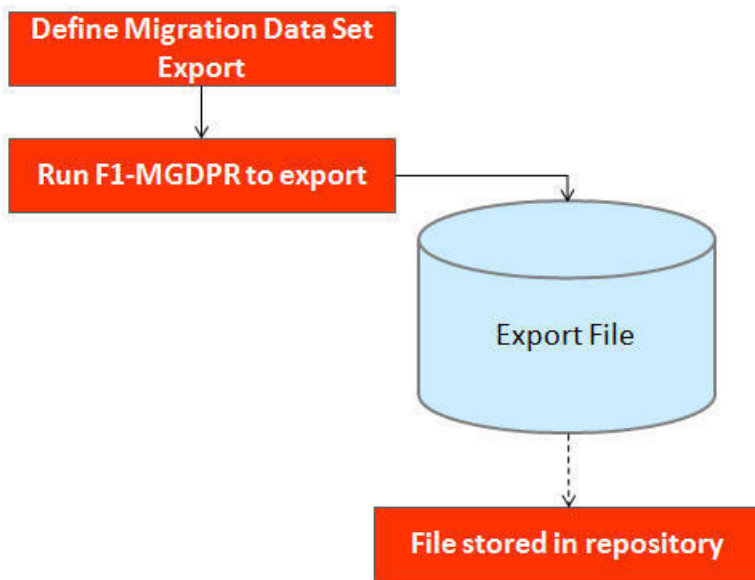 Define Migration Data Set
Export
Run F1-MGDPR to export
Export File
File stored in repository